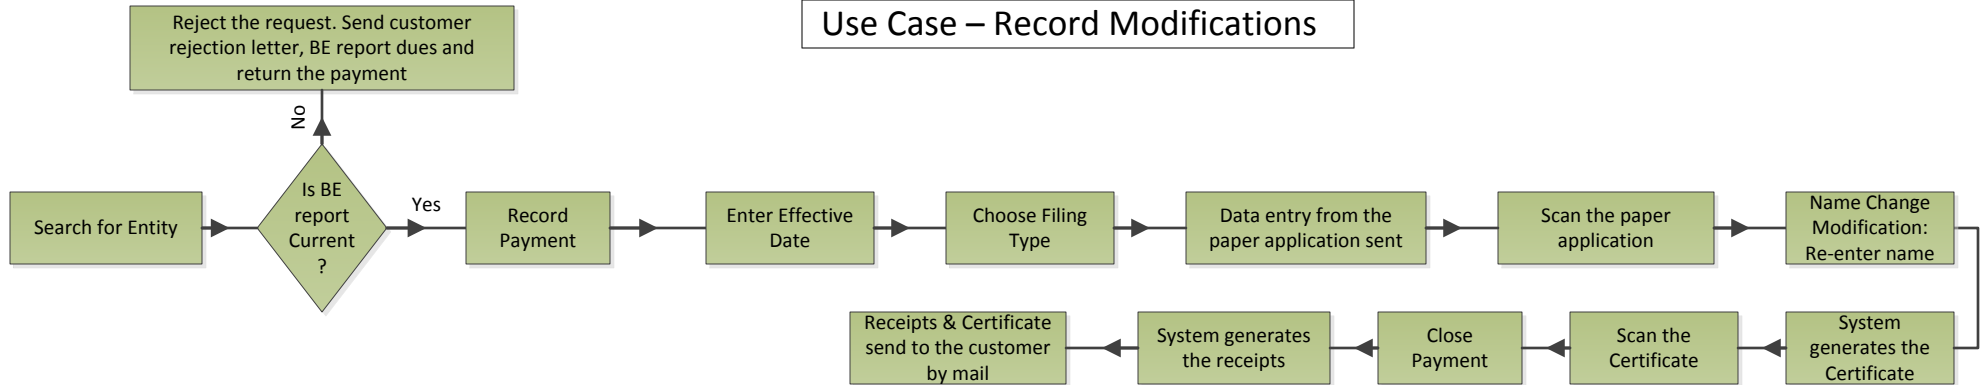 Use Case – Record Modifications
Reject the request. Send customer
rejection letter, BE report dues and
return the payment
No
Search for Entity
Is BE
report
Current
?
Yes
Record
Payment
Enter Effective
Date
Choose Filing
Type
Data entry from the
paper application sent
Scan the paper
application
Name Change
Modification:
Re-enter name
System
generates the
Certificate
Scan the
Certificate
Close
Payment
System generates
the receipts
Receipts & Certificate
send to the customer
by mail